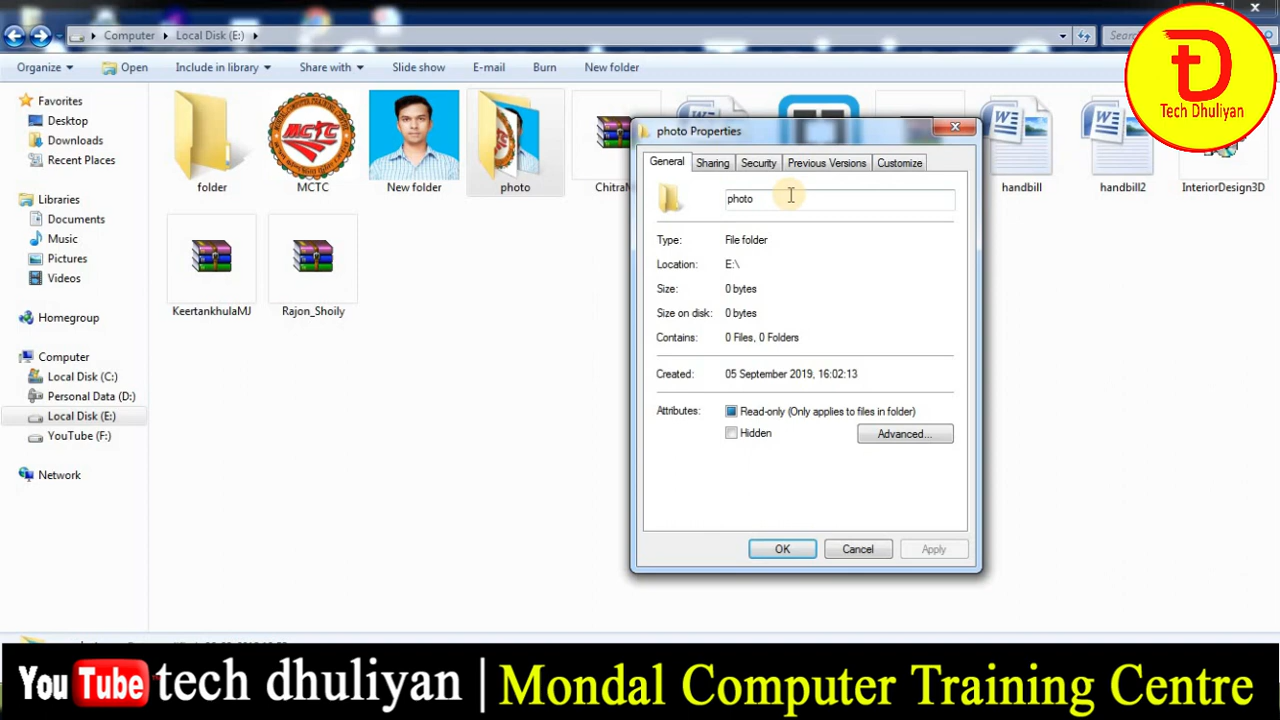 Computer Local Disk (E:)
Sear
Organize Open Include in library Share with Slide show E-mail Burn New folder
Tech Dhuliyan
Favorites
Desktop
Downloads
Recent Places
Libraries
Documents
Music
Pictures
Videos
Homegroup
Computer
Local Disk (C:)
Personal Data (D:)
Local Disk (E:)
YouTube (F:)
Network
MCTC
folder MCTC New folder photo ChitraM handbill handbill2 InteriorDesign3D
KeertankhulaMJ Rajon_Shoily
photo Properties
General Sharing Security Previous Versions Customize
photo
Type: File folder
Location: E:\
Size: 0 bytes
Size on disk: 0 bytes
Contains: 0 Files, 0 Folders
Created: 05 September 2019, 16:02:13
Attributes: Read-only (Only applies to files in folder)
Hidden Advanced...
OK Cancel Apply
You Tube tech dhuliyan | Mondal Computer Training Centre